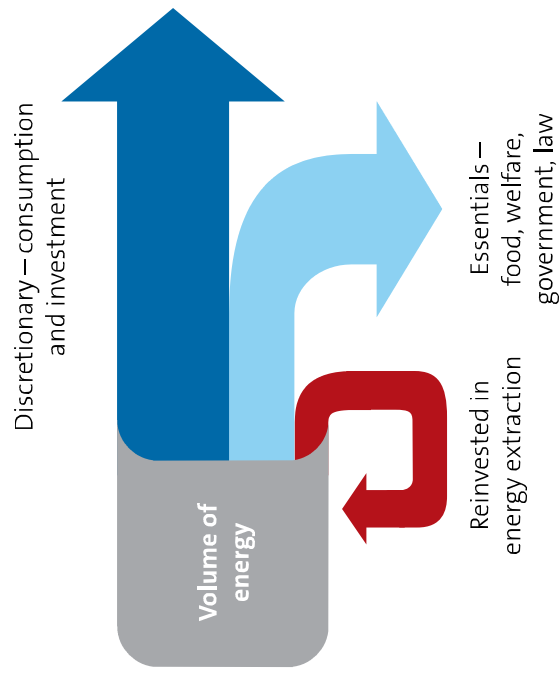 Discretionary – consumption
and investment
Essentials –
food, welfare,
government, law
Reinvested in
energy extraction
Volume of
energy